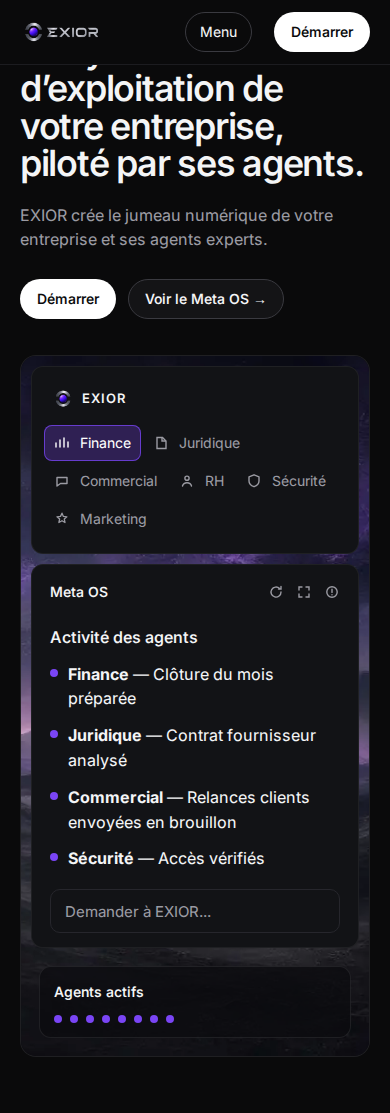 EXIOR
Menu
Démarrer
d’exploitation de
votre entreprise,
piloté par ses agents.
EXIOR crée le jumeau numérique de votre
entreprise et ses agents experts.
Démarrer
Voir le Meta OS →
EXIOR
Finance
Juridique
Commercial
RH
Sécurité
Marketing
Meta OS
Activité des agents
Finance — Clôture du mois
préparée
Juridique — Contrat fournisseur
analysé
Commercial — Relances clients
envoyées en brouillon
Sécurité — Accès vérifiés
Demander à EXIOR...
Agents actifs